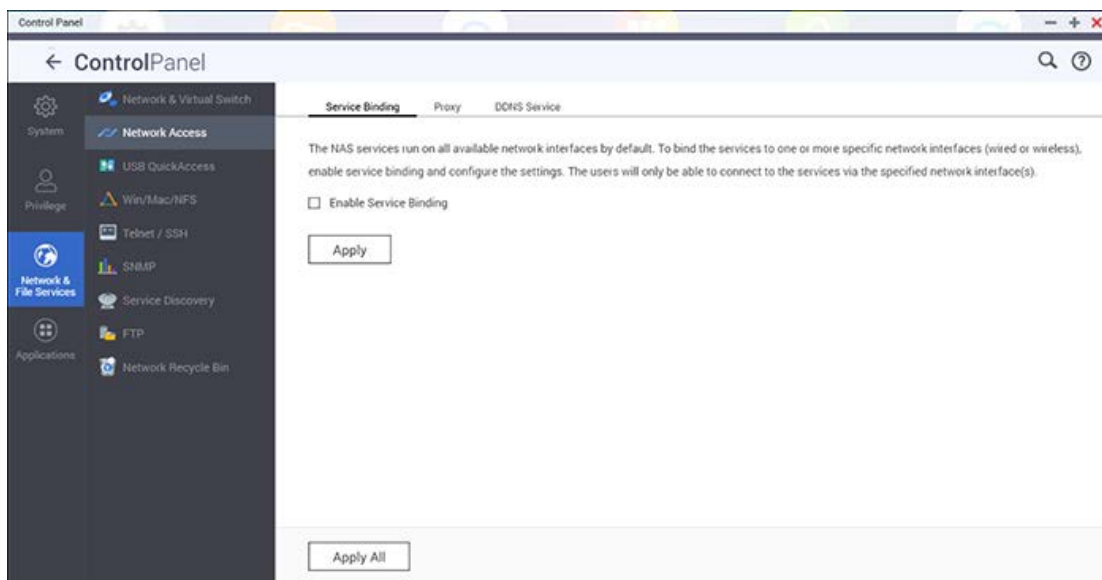 Control Panel
ControlPanel
System
Privilege
Network &
File Services
Applications
Network & Virtual Switch
Network Access
USB QuickAccess
Win/Mac/NFS
Telnet / SSH
SNMP
Service Discovery
FTP
Network Recycle Bin
Service Binding Proxy DDNS Service
The NAS services run on all available network interfaces by default. To bind the services to one or more specific network interfaces (wired or wireless),
enable service binding and configure the settings. The users will only be able to connect to the services via the specified network interface(s).
Enable Service Binding
Apply
Apply All